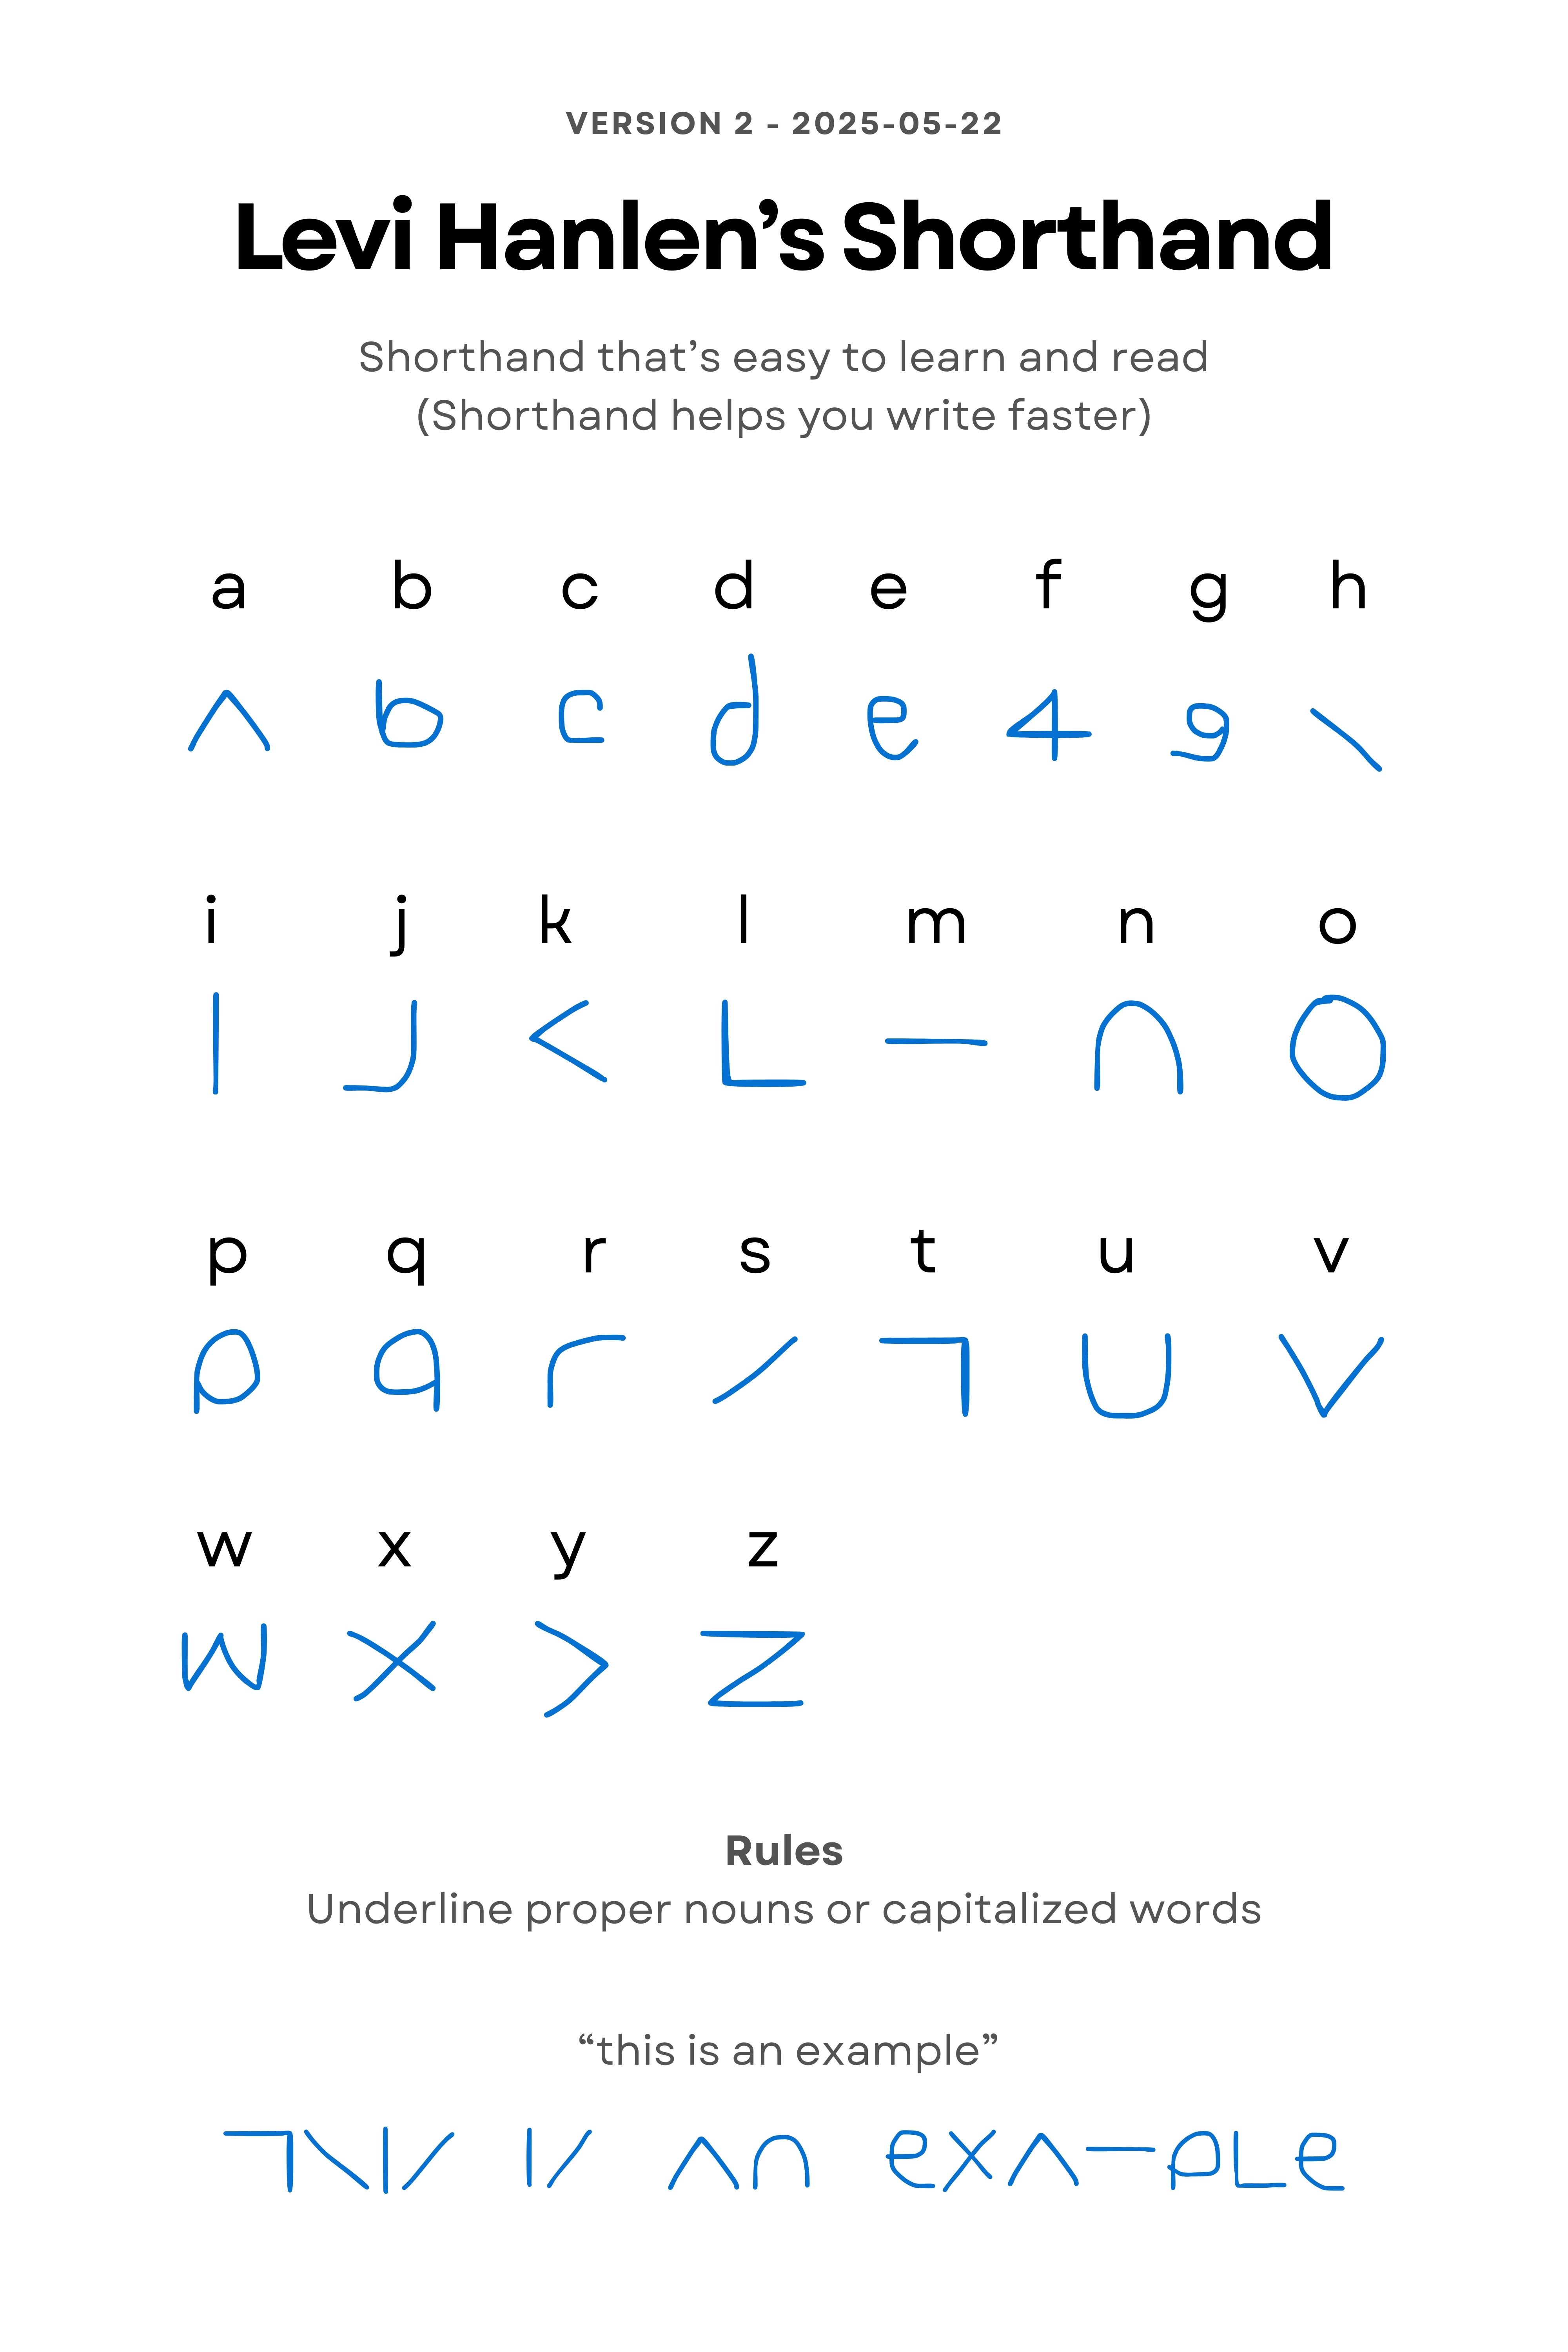 VERSION 2 - 2025-05-22
Levi Hanlen’s Shorthand
Shorthand that’s easy to learn and read
(Shorthand helps you write faster)
a b c d e f g h
i j k l m n o
p q r s t u v
w x y z
Rules
Underline proper nouns or capitalized words
“this is an example”